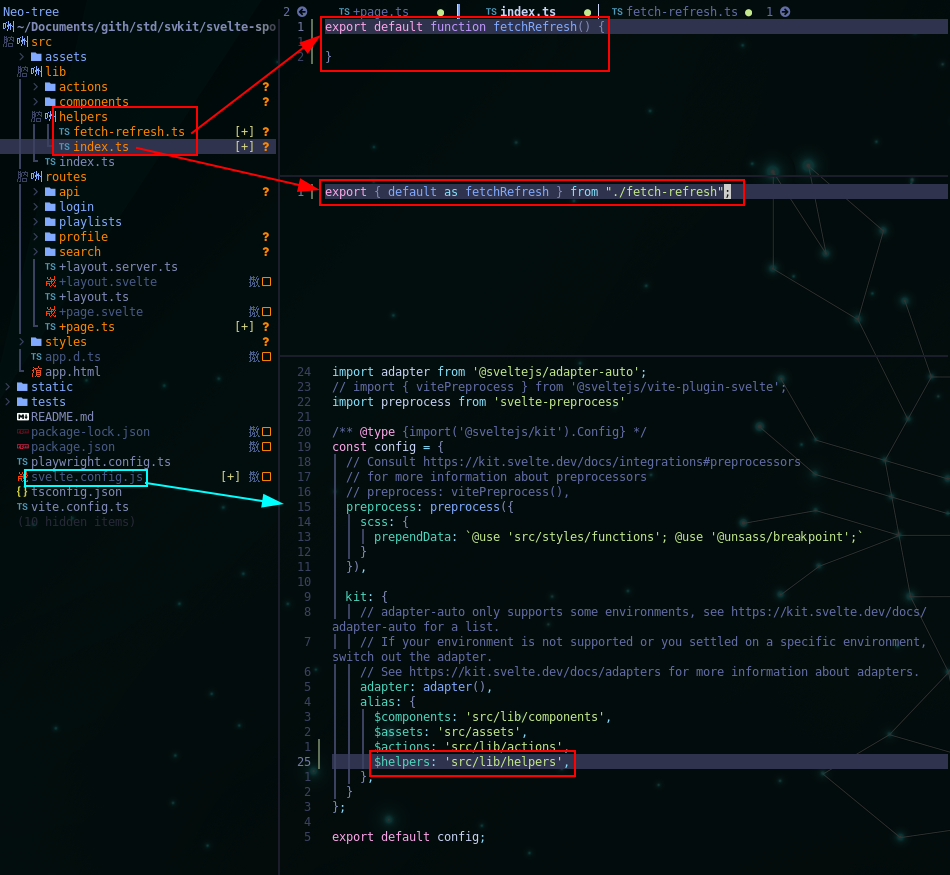 Neo-tree
~/Documents/gith/std/svkit/svelte-spo
src
assets
lib
actions ?
components ?
helpers
TS fetch-refresh.ts [+] ?
TS index.ts [+] ?
TS index.ts
routes
api ?
login
playlists
profile ?
search ?
TS +layout.server.ts
+layout.svelte
TS +layout.ts
+page.svelte
TS +page.ts [+] ?
styles ?
TS app.d.ts
app.html
static
tests
README.md
package-lock.json
package.json
TS playwright.config.ts
svelte.config.js [+]
{} tsconfig.json
TS vite.config.ts
(10 hidden items)
2 TS +page.ts ● TS index.ts ● TS fetch-refresh.ts ● 1
1 export default function fetchRefresh() {
1
2 }
1 export { default as fetchRefresh } from "./fetch-refresh";
24 import adapter from '@sveltejs/adapter-auto';
23 // import { vitePreprocess } from '@sveltejs/vite-plugin-svelte';
22 import preprocess from 'svelte-preprocess'
21
20 /** @type {import('@sveltejs/kit').Config} */
19 const config = {
18 // Consult https://kit.svelte.dev/docs/integrations#preprocessors
17 // for more information about preprocessors
16 // preprocess: vitePreprocess(),
15 preprocess: preprocess({
14 scss: {
13 prependData: `@use 'src/styles/functions'; @use '@unsass/breakpoint';`
12 }
11 }),
10
9 kit: {
8 // adapter-auto only supports some environments, see https://kit.svelte.dev/docs/
adapter-auto for a list.
7 // If your environment is not supported or you settled on a specific environment,
switch out the adapter.
6 // See https://kit.svelte.dev/docs/adapters for more information about adapters.
5 adapter: adapter(),
4 alias: {
3 $components: 'src/lib/components',
2 $assets: 'src/assets',
1 $actions: 'src/lib/actions',
25 $helpers: 'src/lib/helpers',
1 },
2 }
3 };
4
5 export default config;